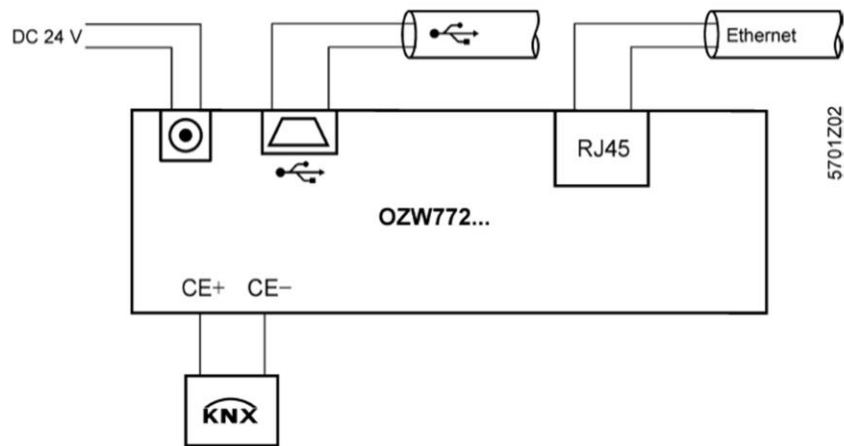 DC 24 V
Ethernet
RJ45
5701Z02
OZW772...
CE+ CE−
KNX